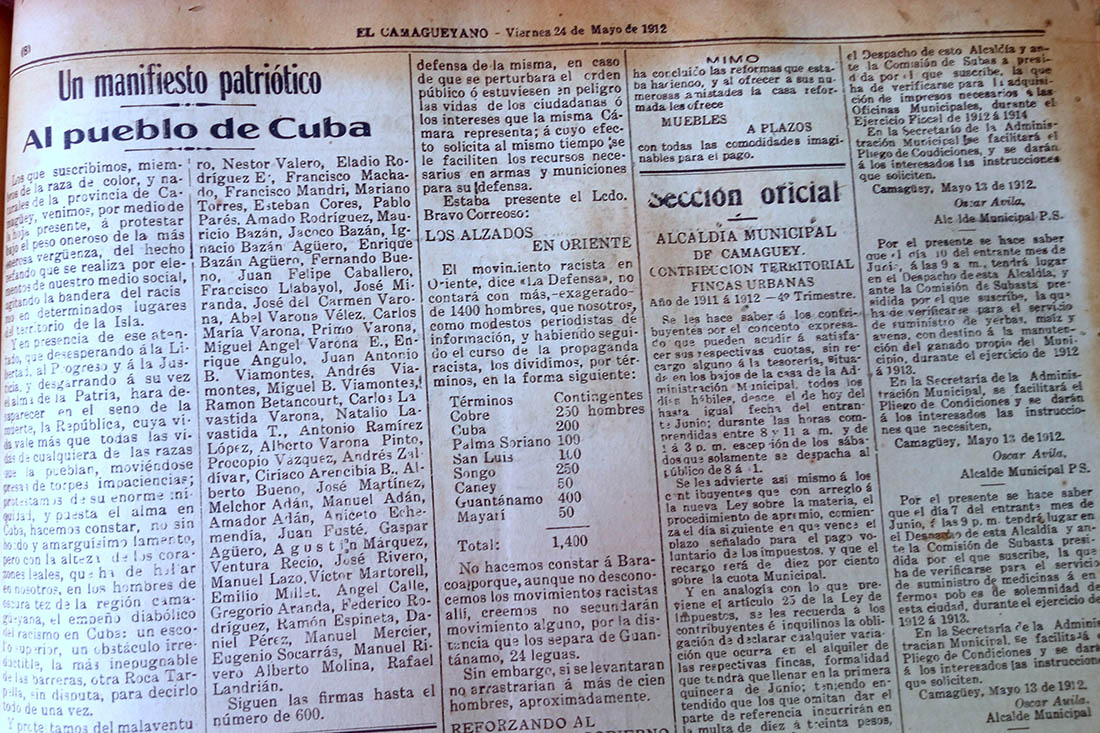 (8)
EL CAMAGUEYANO - Viernes 24 de Mayo de 1912
Un manifiesto patriótico
Al pueblo de Cuba
Los que suscribimos, miem-
de la raza de color, y na-
de la provincia de Ca-
venimos, por medio de
hoja presente, á protestar
bajo el peso oneroso de la más
vergüenza, del hecho
que se realiza por ele-
mentos de nuestro medio social,
agitando la bandera del racis
en determinados lugares
territorio de la Isla.
Y en presencia de ese aten-
tado, que desesperando á la Li-
bertad, al Progreso y á la Jus-
ticia, y desgarrando á su vez
el alma de la Patria, hará de-
saparecer en el seno de la
muerte, la República, cuya vi-
da vale más que todas las vi-
das de cualquiera de las razas
que la pueblan, moviéndose
presas de torpes impaciencias;
protestamos de su enorme ini-
quidad, y puesta el alma en
Cuba, hacemos constar, no sin
hondo y amarguísimo lamento,
pero con la alteza de los cora-
zones leales, que ha de hablar
en nosotros, en los hombres de
oscura tez de la región cama-
güeyana, el empeño diabólico
del racismo en Cuba: un esco-
llo superior, un obstáculo irre-
ductible, la más inepugnable
de las barreras, otra Roca Tar-
peya, sin disputa, para decirlo
todo de una vez.
Y protestamos del malaventu
ro, Nestor Valero, Eladio Ro-
dríguez E., Francisco Macha-
do, Francisco Mandri, Mariano
Torres, Esteban Cores, Pablo
Parés, Amado Rodríguez, Mau-
ricio Bazán, Jacoco Bazán, Ig-
nacio Bazán Agüero, Enrique
Bazán Agüero, Fernando Bue-
no, Juan Felipe Caballero,
Francisco Llabayol, José Mi-
randa, José del Carmen Varo-
na, Abel Varona Vélez, Carlos
María Varona, Primo Varona,
Miguel Angel Varona E., En-
rique Angulo, Juan Antonio
B. Viamontes, Andrés Via-
montes, Miguel B. Viamontes,
Ramon Betancourt, Carlos La
vastida Varona, Natalio La-
vastida T., Antonio Ramírez
López, Alberto Varona Pinto,
Procopio Vazquez, Andrés Zal-
dívar, Ciriaco Arencibia B., Al-
berto Bueno, José Martínez,
Melchor Adán, Manuel Adán,
Amador Adán, Aniceto Eche-
mendía, Juan Fusté, Gaspar
Agüero, Agustín Márquez,
Ventura Recio, José Rivero,
Manuel Lazo, Víctor Martorell,
Emilio Millet, Angel Calle,
Gregorio Aranda, Federico Ro-
dríguez, Ramón Espineta, Da-
niel Pérez, Manuel Mercier,
Eugenio Socarrás, Manuel Ri-
vero Alberto Molina, Rafael
Landrián.
Siguen las firmas hasta el
número de 600.
defensa de la misma, en caso
de que se perturbara el orden
público ó estuviesen en peligro
las vidas de los ciudadanos ó
los intereses que la misma Cá-
mara representa; á cuyo efec-
to solicita al mismo tiempo se
le faciliten los recursos nece-
sarios en armas y municiones
para su defensa.
Estaba presente el Lcdo.
Bravo Correoso:
LOS ALZADOS
EN ORIENTE
El movimiento racista en
Oriente, dice «La Defensa», no
contará con más,-exagerado-
de 1400 hombres, que nosotros,
como modestos periodistas de
información, y habiendo segui-
do el curso de la propaganda
racista, los dividimos, por tér-
minos, en la forma siguiente:
Términos Contingentes
Cobre 250 hombres
Cuba 200
Palma Soriano 100
San Luis 100
Songo 250
Caney 50
Guantánamo 400
Mayarí 50
Total: 1,400
No hacemos constar á Bara-
coa porque, aunque no descono-
cemos los movimientos racistas
allí, creemos no secundarán
movimiento alguno, por la dis-
tancia que los separa de Guan-
tánamo, 24 leguas.
Sin embargo, si se levantaran
no arrastrarían á más de cien
hombres, aproximadamente.
REFORZANDO AL
MIMO
ha concluído las reformas que esta-
ba haciendo, y al ofrecer á sus nu-
merosas amistades la casa refor-
mada les ofrece
MUEBLES
A PLAZOS
con todas las comodidades imagi-
nables para el pago.
Sección oficial
ALCALDÍA MUNICIPAL
DE CAMAGUEY.
CONTRIBUCION TERRITORIAL
FINCAS URBANAS
Año de 1911 á 1912 — 4º Trimestre.
Se les hace saber á los contri-
buyentes por el concepto expresa-
do que pueden acudir á satisfa-
cer sus respectivas cuotas, sin re-
cargo alguno á la tesorería, situa-
da en los bajos de la casa de la Ad-
ministración Municipal, todos los
días hábiles, desde el de hoy del
hasta igual fecha del entran-
te Junio; durante las horas com-
prendidas entre 8 y 11 a. m. y de
1 á 3 p. m. escepción de los sába-
dos que solamente se despacha al
público de 8 á 11.
Se les advierte así mismo á los
contribuyentes que con arreglo á
la nueva Ley sobre la materia, el
procedimiento de apremio, comien-
za el día siguiente en que vence el
plazo señalado para el pago vo-
luntario de los impuestos, y que el
recargo será de diez por ciento
sobre la cuota Municipal.
Y en analogía con lo que pre-
viene el artículo 25 de la Ley de
Impuestos, se les recuerda á los
contribuyentes é inquilinos la obli-
gación de declarar cualquier varia-
ción que ocurra en el alquiler de
las respectivas fincas, formalidad
que tendrá que llenar en la primera
quincena de Junio; teniendo en-
tendido que los que omitan dar el
parte de referencia incurrirán en
la multa de diez á treinta pesos,
el Despacho de esta Alcaldía y an-
te la Comisión de Subasta presi-
dida por el que suscribe, la que
ha de verificarse para la adquisi-
ción de impresos necesarios á las
Oficinas Municipales, durante el
Ejercicio Fiscal de 1912 á 1914
En la Secretaría de la Adminis-
tración Municipal se facilitará el
Pliego de Condiciones, y se darán
á los interesados las instrucciones
que soliciten.
Camagüey, Mayo 13 de 1912.
Oscar Avila,
Alcalde Municipal P.S.
Por el presente se hace saber
que el día 10 del entrante mes de
Junio, á las 9 a. m., tendrá lugar
en el Despacho de esta Alcaldía, y
ante la Comisión de Subasta pre-
sidida por el que suscribe, la que
ha de verificarse para el servicio
de suministro de yerbas, maíz y
avena, con destino á la manuten-
ción del ganado propio del Muni-
cipio, durante el ejercicio de 1912
á 1913.
En la Secretaría de la Adminis-
tración Municipal, se facilitará el
Pliego de Condiciones y se darán
á los interesados las instruccio-
nes que necesiten.
Camagüey, Mayo 13 de 1912.
Oscar Avila,
Alcalde Municipal PS.
Por el presente se hace saber
que el día 7 del entrante mes de
Junio, á las 9 p. m. tendrá lugar en
el Despacho de esta Alcaldía y an-
te la Comisión de Subasta presi-
dida por el que suscribe, la que
ha de verificarse para el servicio
de suministro de medicinas á en-
fermos pobres de solemnidad de
esta ciudad, durante el ejercicio de
1912 á 1913.
En la Secretaría de la Adminis-
tración Municipal se facilitará el
Pliego de Condiciones y se darán
á los interesados las instrucciones
que soliciten.
Camagüey, Mayo 13 de 1912.
Oscar Avila,
Alcalde Municipal